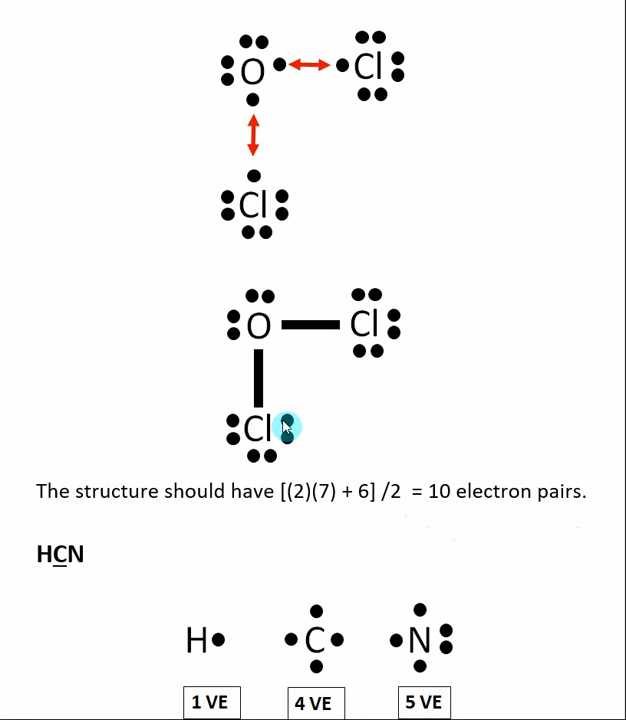 O Cl
Cl
O Cl
Cl
The structure should have [(2)(7) + 6] /2 = 10 electron pairs.
HCN
H C N
1 VE 4 VE 5 VE